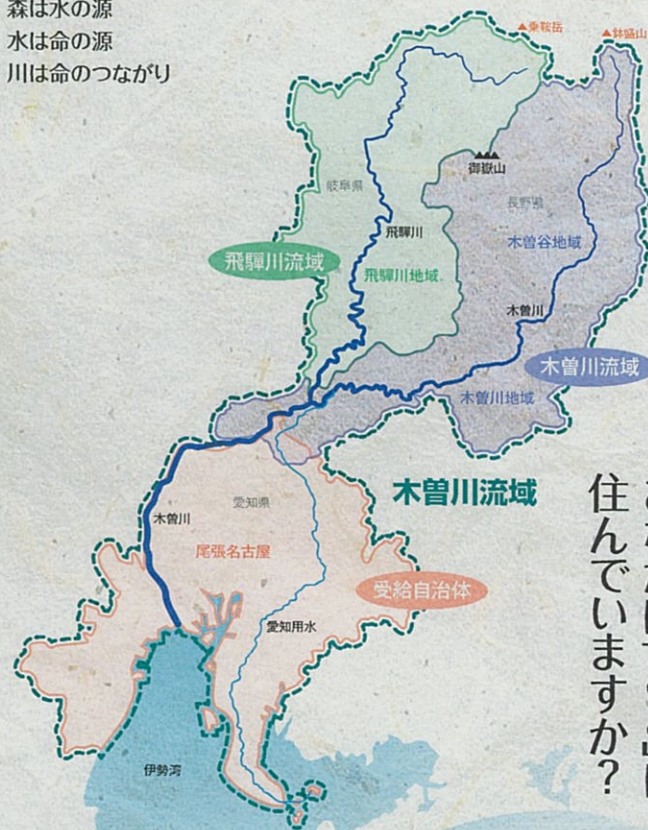 森は水の源
水は命の源
川は命のつながり
▲乗鞍岳
▲鉢盛山
御嶽山
岐阜県
長野県
飛驒川
木曽谷地域
飛驒川流域
飛驒川地域
木曽川
木曽川流域
木曽川地域
木曽川流域
愛知県
木曽川
尾張名古屋
受給自治体
愛知用水
伊勢湾
住んでいますか？